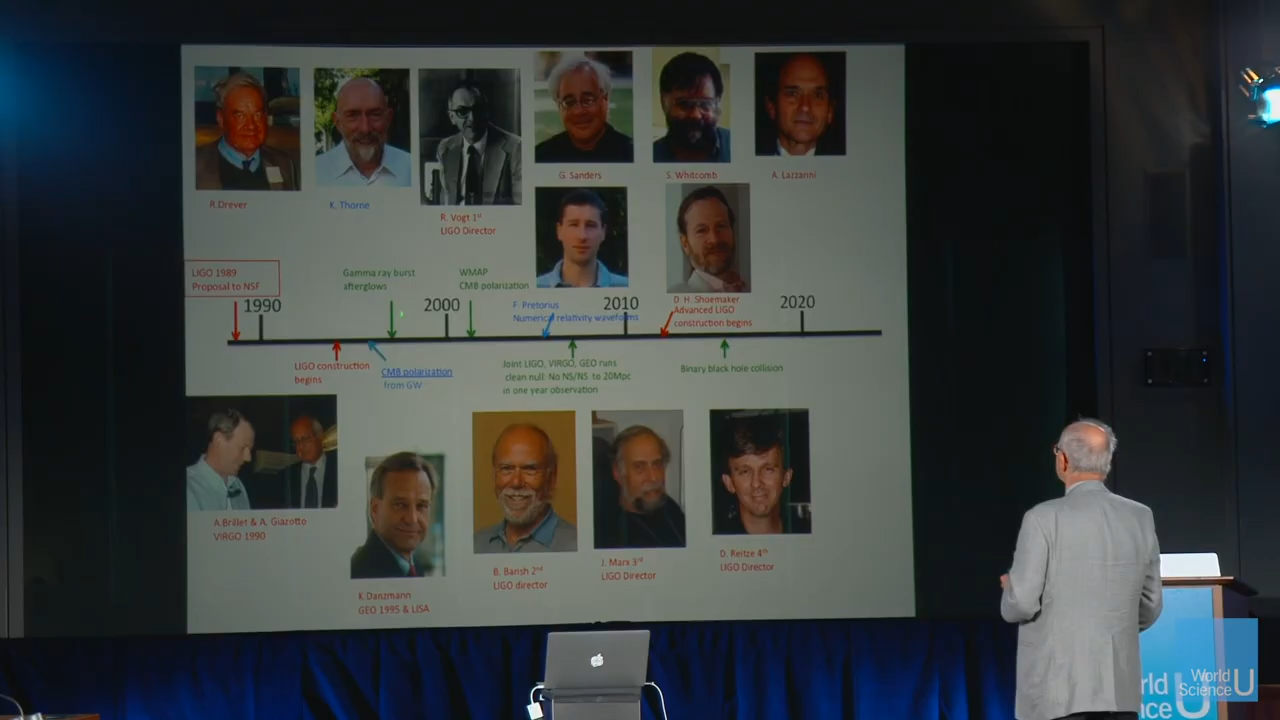 R.Drever
K. Thorne
R. Vogt 1st
LIGO Director
G. Sanders
S. Whitcomb
A. Lazzarini
LIGO 1989
Proposal to NSF
Gamma ray burst
afterglows
WMAP
CMB polarization
F. Pretorius
Numerical relativity waveforms
D. H. Shoemaker
Advanced LIGO
construction begins
1990
2000
2010
2020
LIGO construction
begins
CMB polarization
from GW
Joint LIGO, VIRGO, GEO runs
clean null: No NS/NS to 20Mpc
in one year observation
Binary black hole collision
A.Brillet & A. Giazotto
VIRGO 1990
K.Danzmann
GEO 1995 & LISA
B. Barish 2nd
LIGO director
J. Marx 3rd
LIGO Director
D. Reitze 4th
LIGO Director
World
Science U
rld
nce U